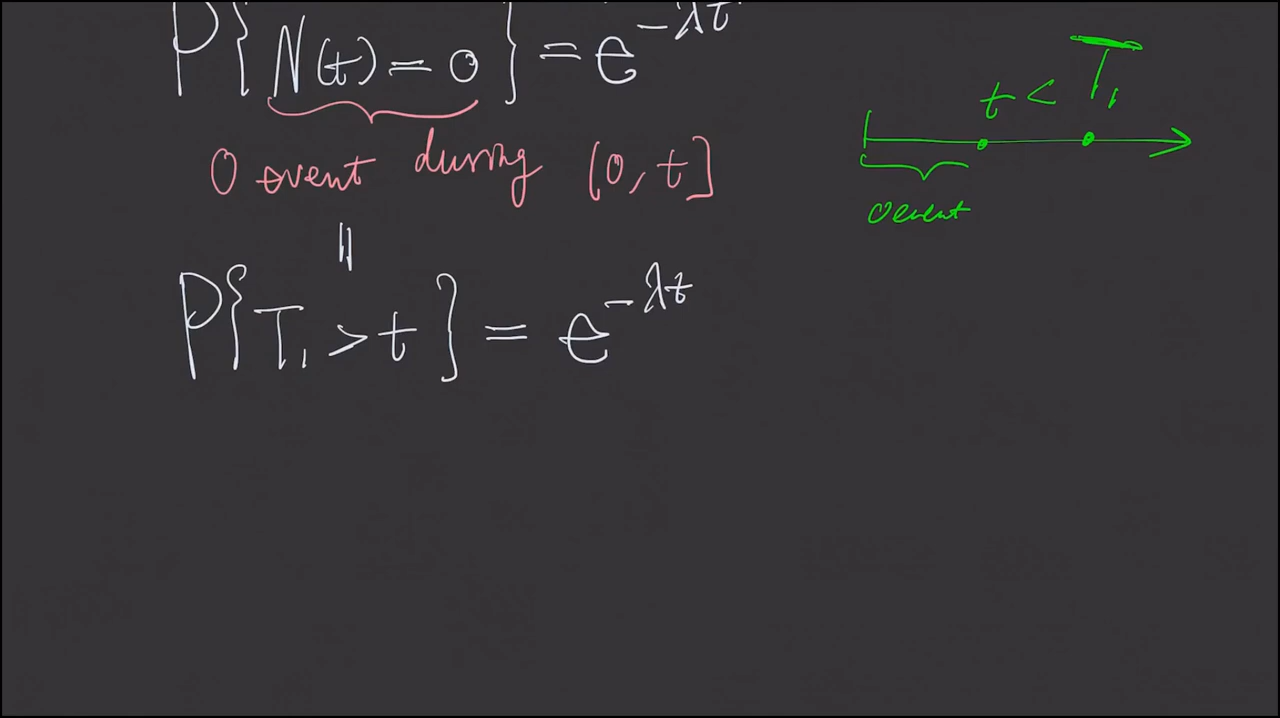 P{N(t)=0} = e^{-λt}
0 event during (0, t]
||
P{T₁ > t} = e^{-λt}
t < T₁
0 event